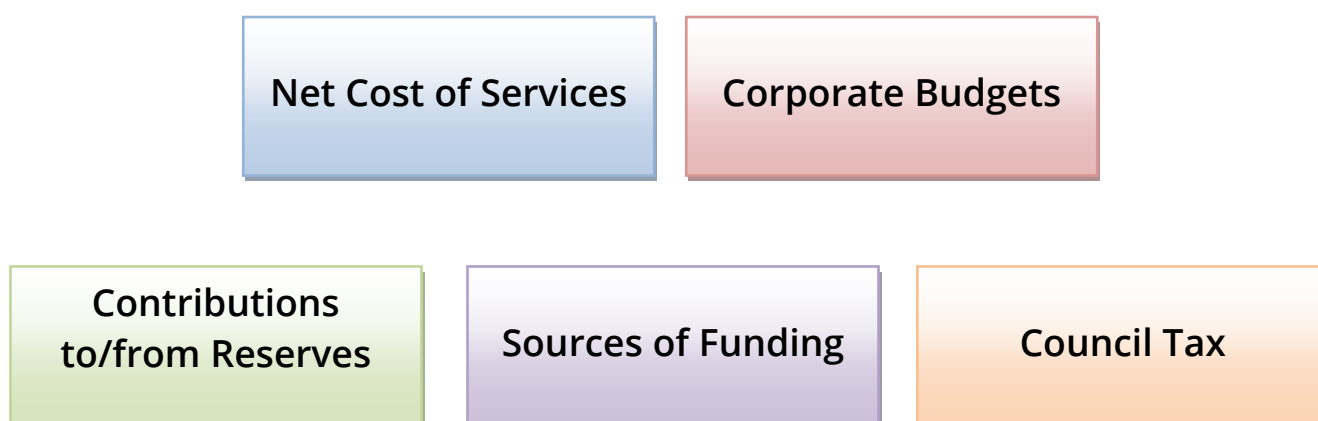 Net Cost of Services
Corporate Budgets
Contributions
to/from Reserves
Sources of Funding
Council Tax